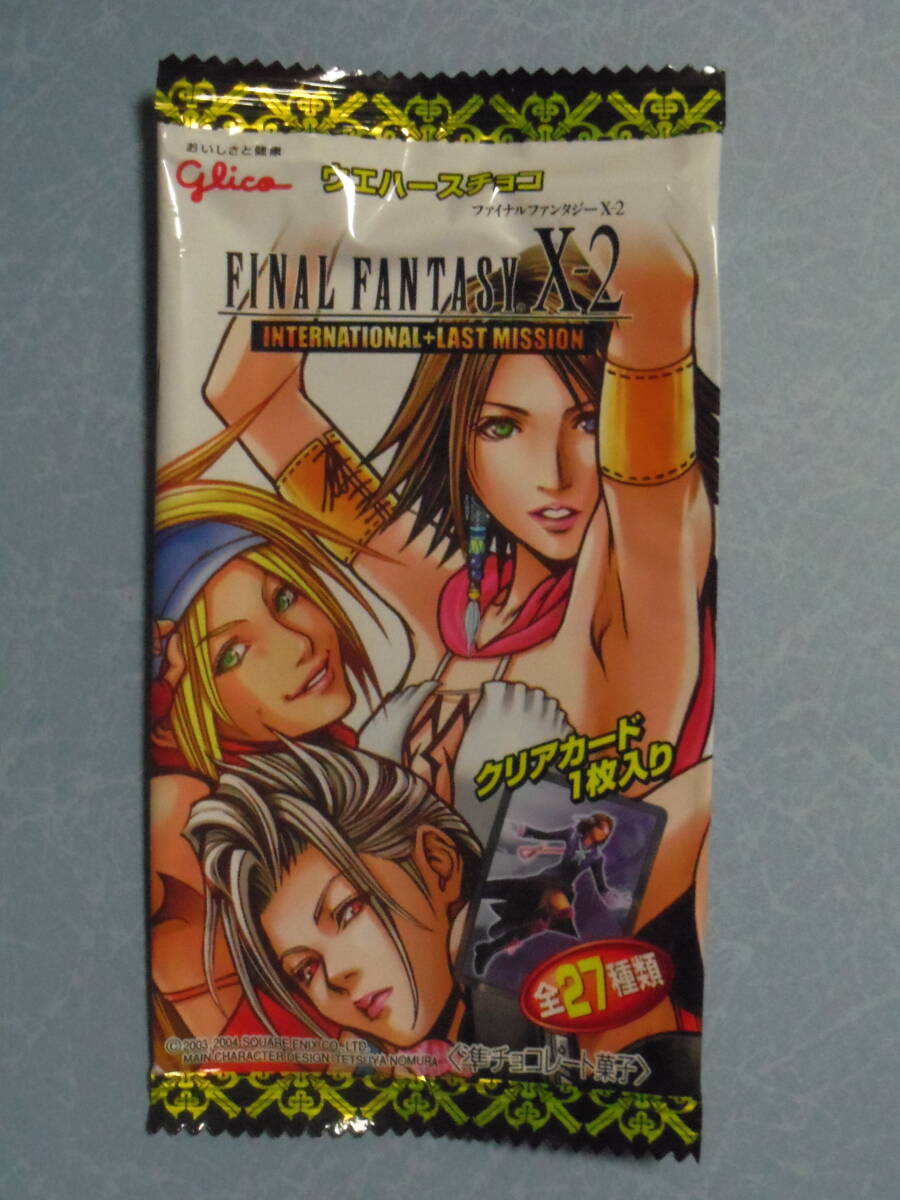 おいしさと健康
Glico
ウエハースチョコ
ファイナルファンタジーX-2
FINAL FANTASY® X-2
INTERNATIONAL+LAST MISSION
クリアカード
1枚入り
全27種類
©2003, 2004 SQUARE ENIX CO., LTD.
MAIN CHARACTER DESIGN : TETSUYA NOMURA
〈準チョコレート菓子〉